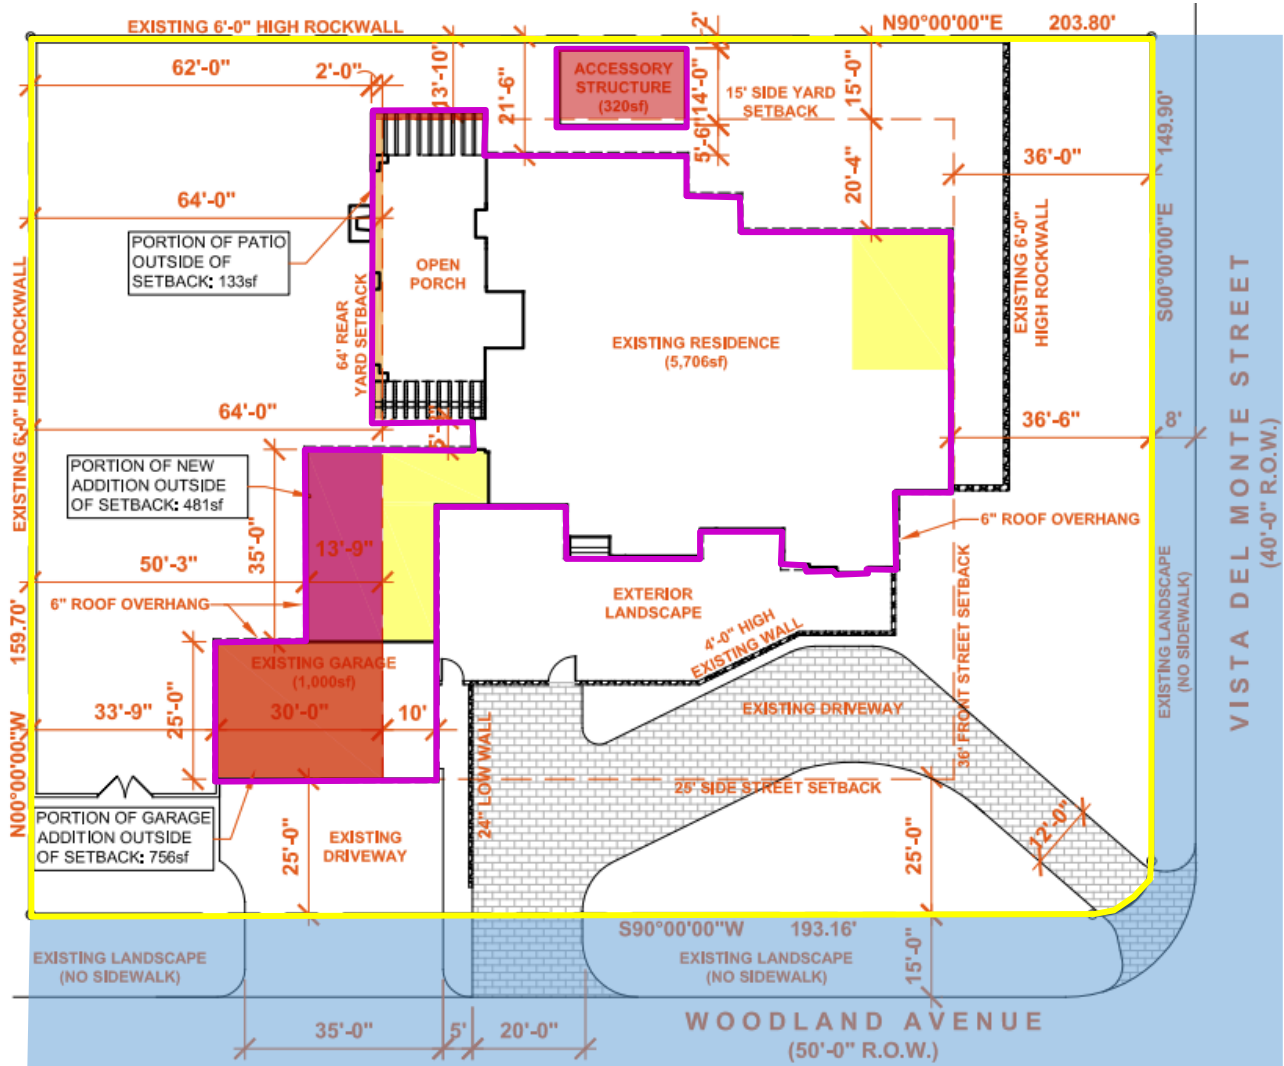 EXISTING 6'-0" HIGH ROCKWALL
2'
N90°00'00"E 203.80'
62'-0"
2'-0"
13'-10"
21'-6"
ACCESSORY
STRUCTURE
(320sf)
14'-0"
5'-6"
15' SIDE YARD
SETBACK
15'-0"
149.90'
36'-0"
20'-4"
64'-0"
PORTION OF PATIO
OUTSIDE OF
SETBACK: 133sf
OPEN
PORCH
EXISTING 6'-0"
HIGH ROCKWALL
S00°00'00"E
EXISTING 6'-0" HIGH ROCKWALL
64' REAR
YARD SETBACK
EXISTING RESIDENCE
(5,706sf)
VISTA DEL MONTE STREET
(40'-0" R.O.W.)
64'-0"
36'-6"
8'
PORTION OF NEW
ADDITION OUTSIDE
OF SETBACK: 481sf
35'-0"
13'-9"
50'-3"
6" ROOF OVERHANG
6" ROOF OVERHANG
EXTERIOR
LANDSCAPE
4'-0" HIGH
EXISTING WALL
36' FRONT STREET SETBACK
EXISTING LANDSCAPE
(NO SIDEWALK)
159.70'
N00°00'00"W
EXISTING GARAGE
(1,000sf)
33'-9"
25'-0"
30'-0"
10'
EXISTING DRIVEWAY
24" LOW WALL
25' SIDE STREET SETBACK
PORTION OF GARAGE
ADDITION OUTSIDE
OF SETBACK: 756sf
25'-0"
EXISTING
DRIVEWAY
25'-0"
12'-0"
S90°00'00"W 193.16'
EXISTING LANDSCAPE
(NO SIDEWALK)
EXISTING LANDSCAPE
(NO SIDEWALK)
15'-0"
35'-0"
5'
20'-0"
WOODLAND AVENUE
(50'-0" R.O.W.)